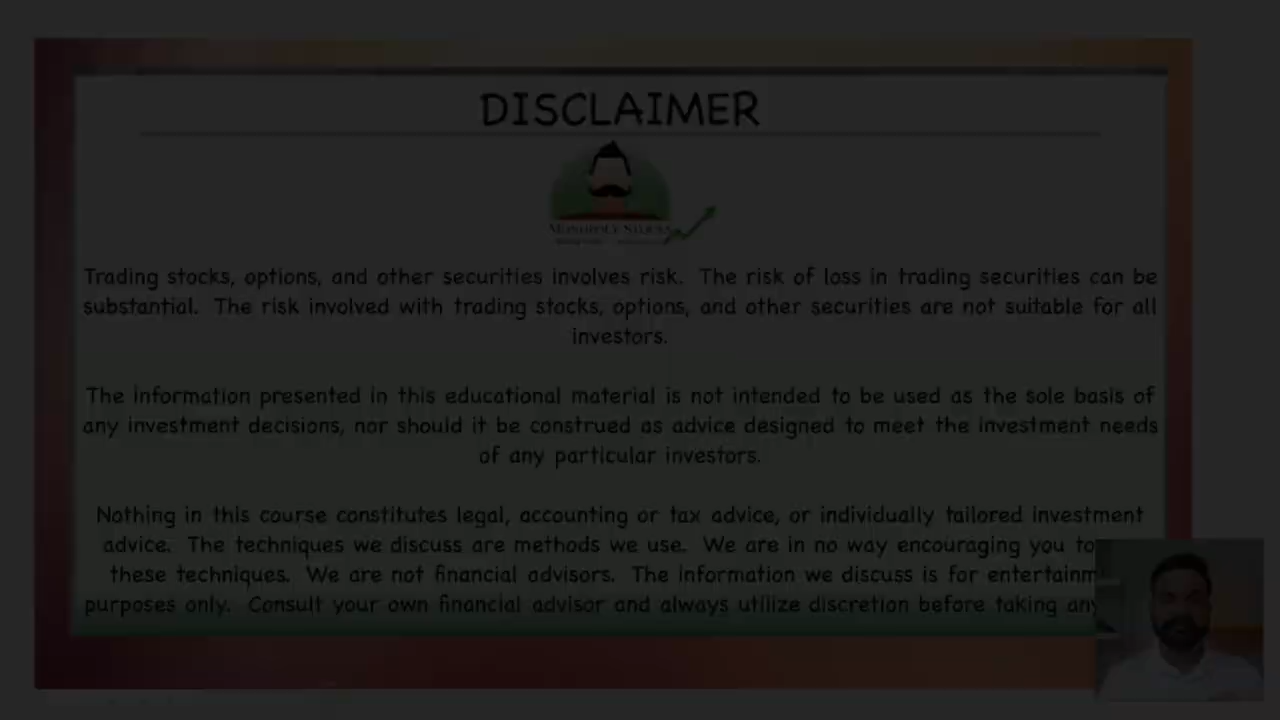 DISCLAIMER
Trading stocks, options, and other securities involves risk. The risk of loss in trading securities can be
substantial. The risk involved with trading stocks, options, and other securities are not suitable for all
investors.
The information presented in this educational material is not intended to be used as the sole basis of
any investment decisions, nor should it be construed as advice designed to meet the investment needs
of any particular investors.
Nothing in this course constitutes legal, accounting or tax advice, or individually tailored investment
advice. The techniques we discuss are methods we use. We are in no way encouraging you to
these techniques. We are not financial advisors. The information we discuss is for entertainm
purposes only. Consult your own financial advisor and always utilize discretion before taking any